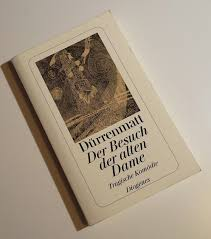 Dürrenmatt
Der Besuch
der alten
Dame
Tragische Komödie
Diogenes